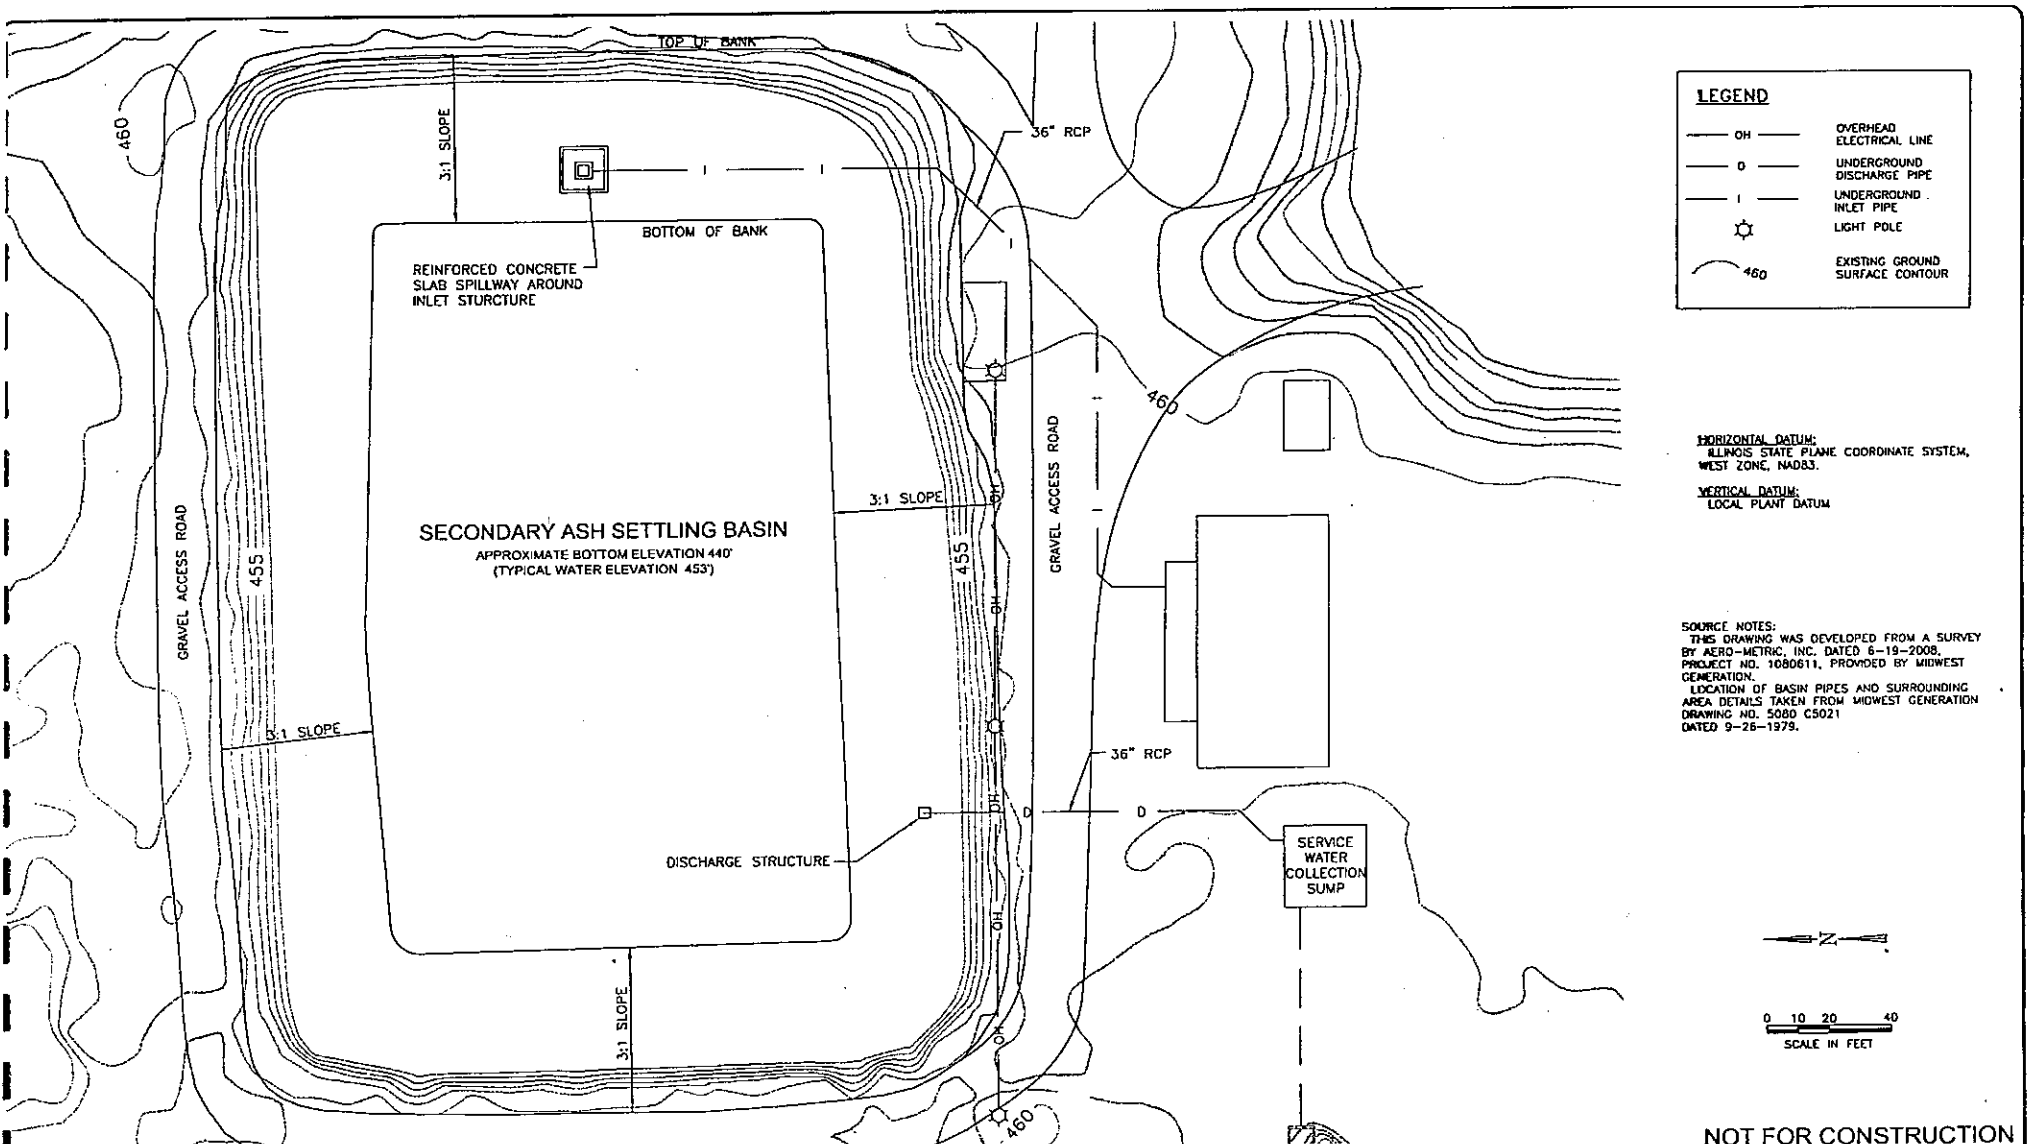 TOP OF BANK
3:1 SLOPE
460
36" RCP
I
I
I
BOTTOM OF BANK
REINFORCED CONCRETE
SLAB SPILLWAY AROUND
INLET STURCTURE
460
GRAVEL ACCESS ROAD
455
SECONDARY ASH SETTLING BASIN
APPROXIMATE BOTTOM ELEVATION 440'
(TYPICAL WATER ELEVATION 453')
3:1 SLOPE
455
OH
OH
GRAVEL ACCESS ROAD
3:1 SLOPE
36" RCP
OH
D
D
DISCHARGE STRUCTURE
SERVICE
WATER
COLLECTION
SUMP
OH
3:1 SLOPE
OH
460
LEGEND
OH
OVERHEAD
ELECTRICAL LINE
D
UNDERGROUND
DISCHARGE PIPE
I
UNDERGROUND
INLET PIPE
LIGHT POLE
460
EXISTING GROUND
SURFACE CONTOUR
HORIZONTAL DATUM:
ILLINOIS STATE PLANE COORDINATE SYSTEM,
WEST ZONE, NAD83.
VERTICAL DATUM:
LOCAL PLANT DATUM
SOURCE NOTES:
THIS DRAWING WAS DEVELOPED FROM A SURVEY
BY AERO-METRIC, INC. DATED 6-19-2008,
PROJECT NO. 1080611, PROVIDED BY MIDWEST
GENERATION.
LOCATION OF BASIN PIPES AND SURROUNDING
AREA DETAILS TAKEN FROM MIDWEST GENERATION
DRAWING NO. 5080 C5021
DATED 9-26-1979.
N
0 10 20 40
SCALE IN FEET
NOT FOR CONSTRUCTION